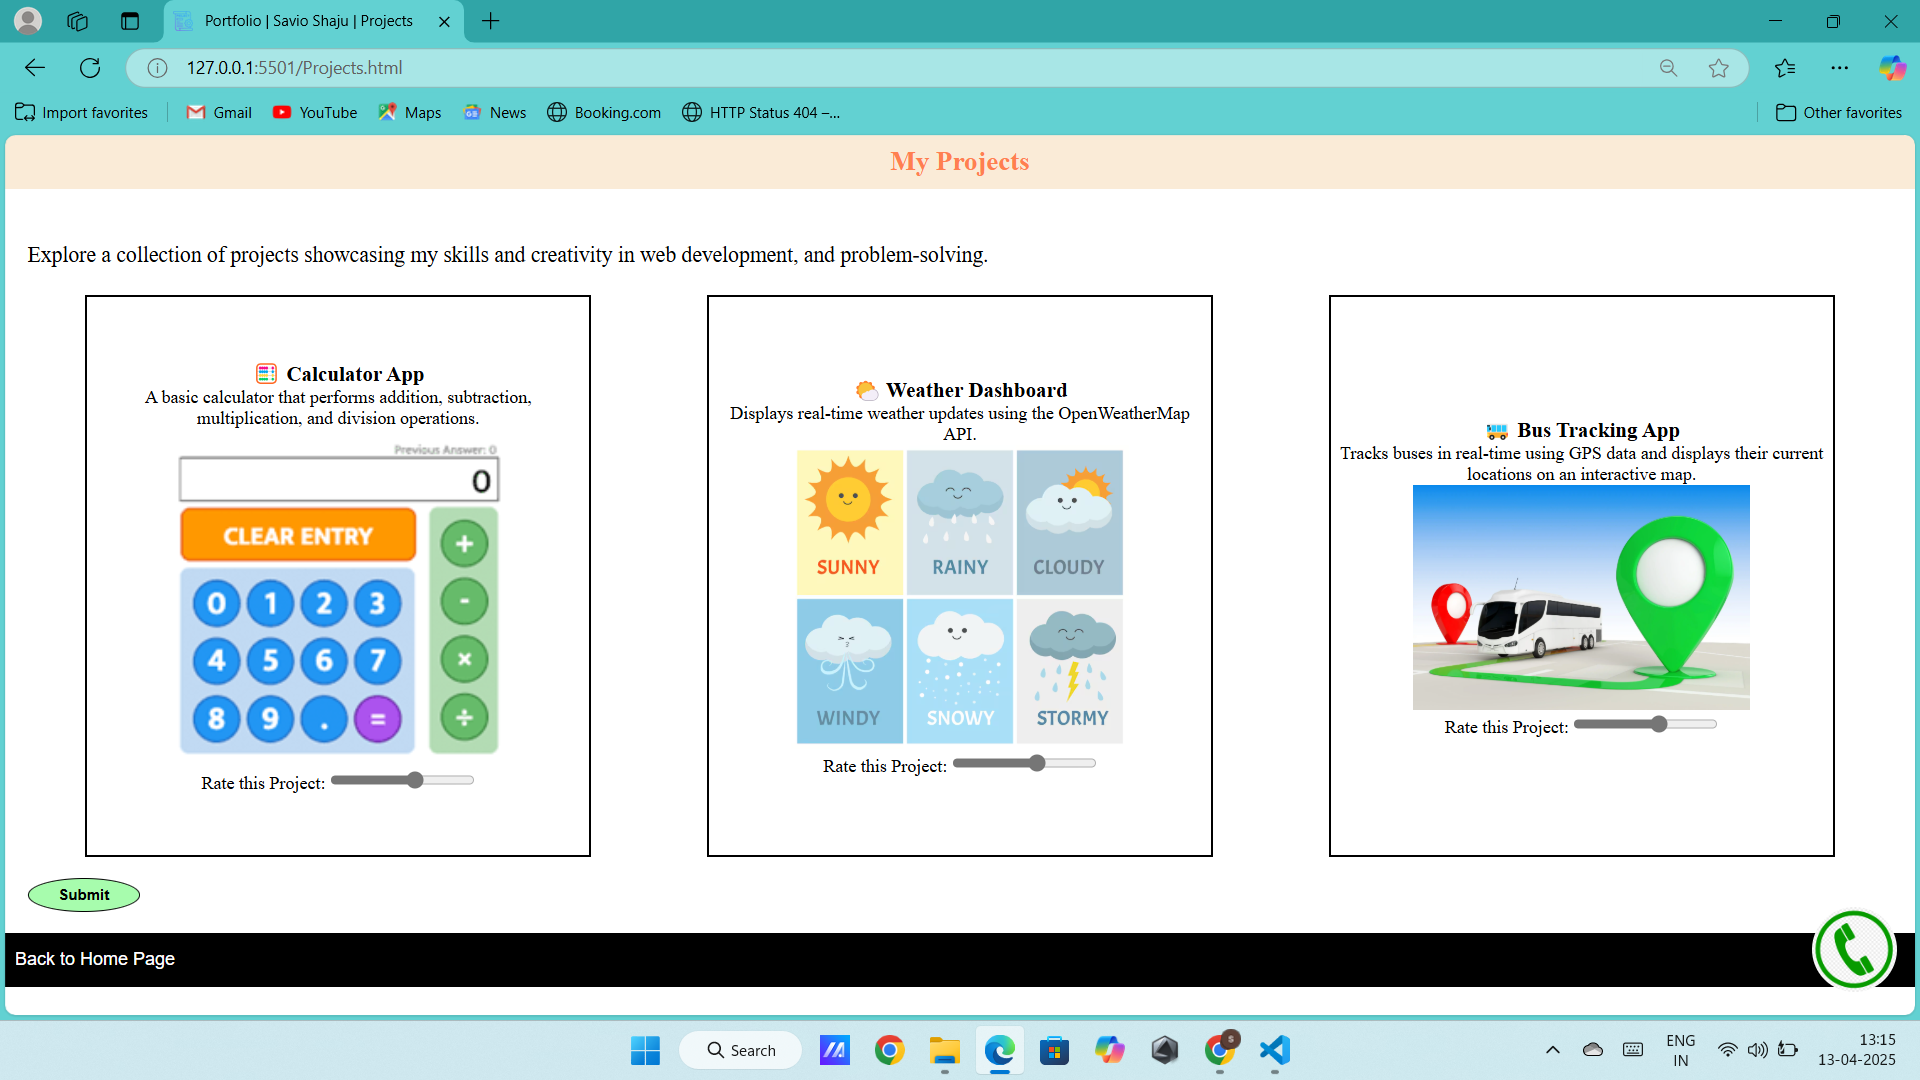 Portfolio | Savio Shaju | Projects
127.0.0.1:5501/Projects.html
Import favorites
Gmail
YouTube
Maps
News
Booking.com
HTTP Status 404 –...
Other favorites
My Projects
Explore a collection of projects showcasing my skills and creativity in web development, and problem-solving.
Calculator App
A basic calculator that performs addition, subtraction,
multiplication, and division operations.
Previous Answer: 0
0
CLEAR ENTRY
+
0 1 2 3
-
4 5 6 7
×
8 9 . =
÷
Rate this Project:
Weather Dashboard
Displays real-time weather updates using the OpenWeatherMap
API.
SUNNY RAINY CLOUDY
WINDY SNOWY STORMY
Rate this Project:
Bus Tracking App
Tracks buses in real-time using GPS data and displays their current
locations on an interactive map.
Rate this Project:
Submit
Back to Home Page
Search
ENG
IN
13:15
13-04-2025